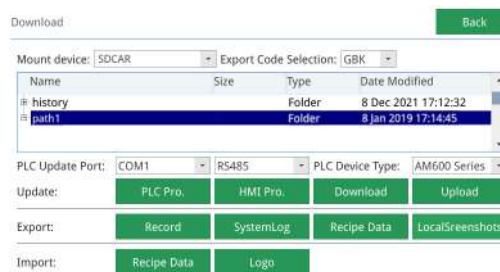 Download Back
Mount device: SDCAR Export Code Selection: GBK
Name Size Type Date Modified
history Folder 8 Dec 2021 17:12:32
path1 Folder 8 Jan 2019 17:14:45
PLC Update Port: COM1 RS485 PLC Device Type: AM600 Series
Update: PLC Pro. HMI Pro. Download Upload
Export: Record SystemLog Recipe Data LocalSreenshots
Import: Recipe Data Logo